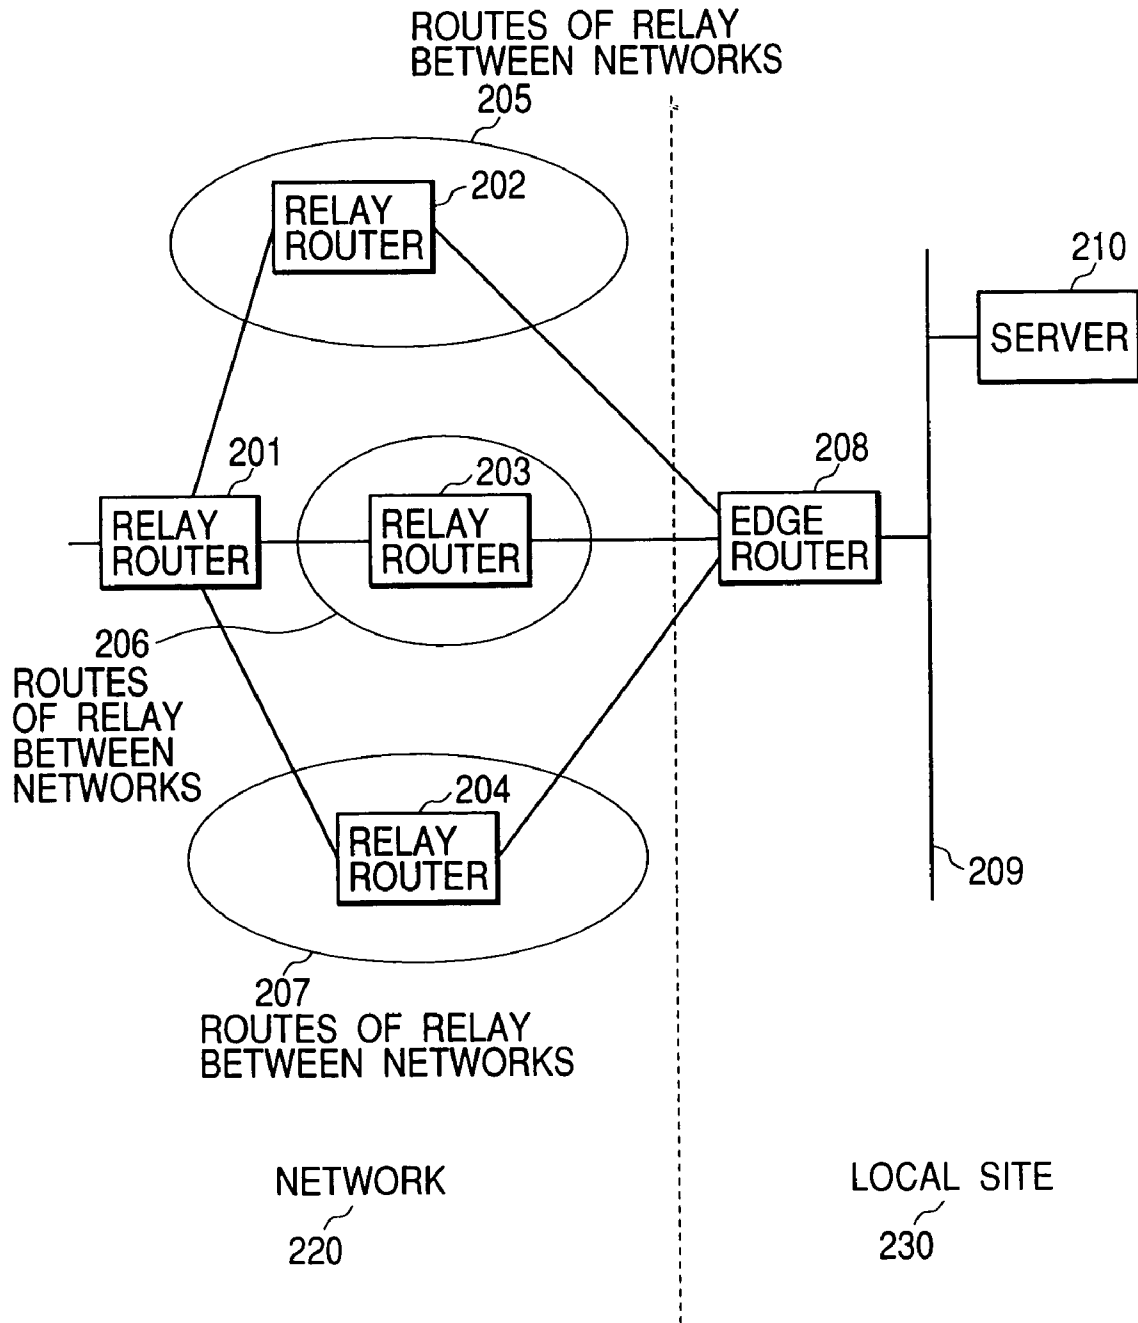 ROUTES OF RELAY
BETWEEN NETWORKS
205
202
RELAY
ROUTER
210
SERVER
201
203
208
RELAY
ROUTER
RELAY
ROUTER
EDGE
ROUTER
206
ROUTES
OF RELAY
BETWEEN
NETWORKS
204
RELAY
ROUTER
209
207
ROUTES OF RELAY
BETWEEN NETWORKS
NETWORK
220
LOCAL SITE
230